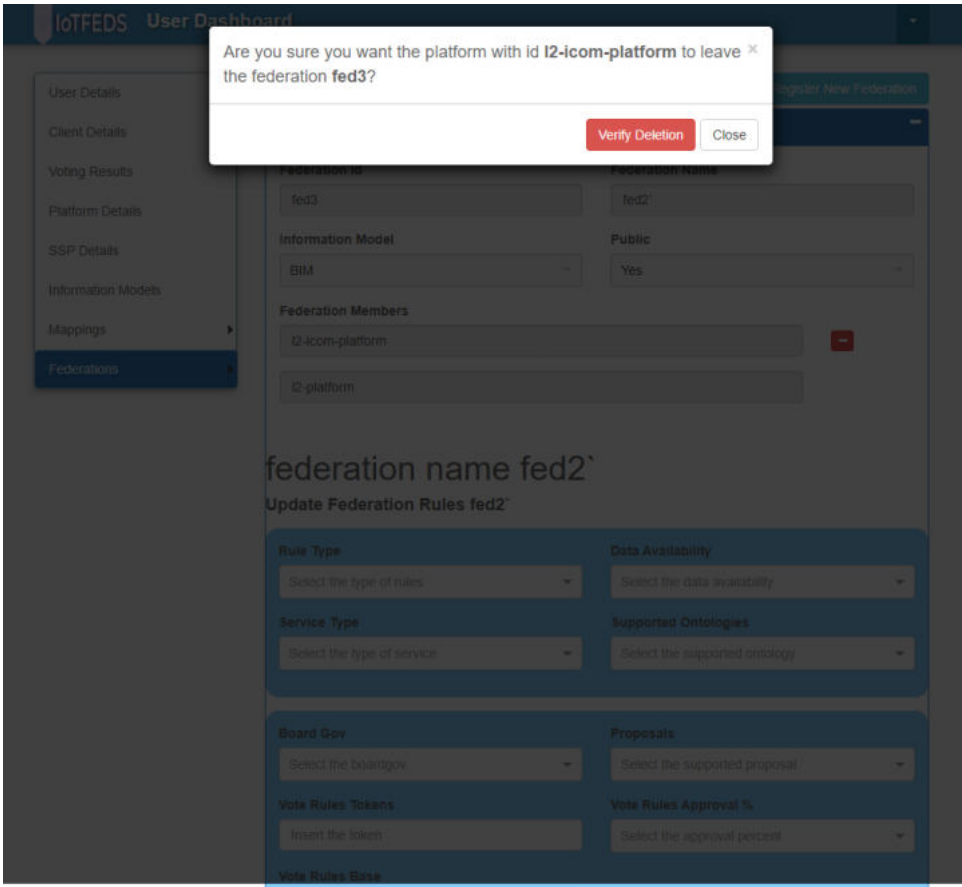 IoTFEDS User Dashboard
Are you sure you want the platform with id l2-icom-platform to leave ×
the federation fed3?
Verify Deletion Close
Register New Federation
User Details
Client Details
Voting Results
Platform Details
SSP Details
Information Models
Mappings
Federations
Federation Id Federation Name
fed3 fed2`
Information Model Public
BIM Yes
Federation Members
l2-icom-platform
l2-platform
federation name fed2`
Update Federation Rules fed2`
Rule Type Data Availability
Select the type of rules Select the data availability
Service Type Supported Ontologies
Select the type of service Select the supported ontology
Board Gov Proposals
Select the boardgov Select the supported proposal
Vote Rules Tokens Vote Rules Approval %
Insert the token Select the approval percent
Vote Rules Base